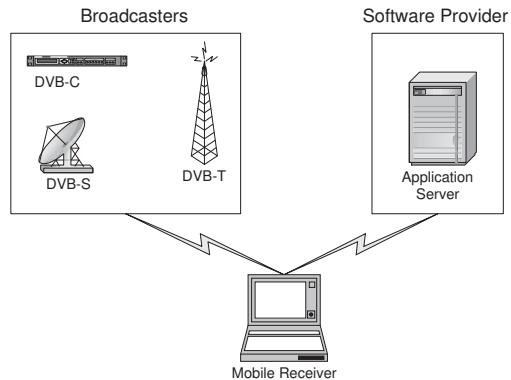 Broadcasters
Software Provider
DVB-C
DVB-S
DVB-T
Application
Server
Mobile Receiver